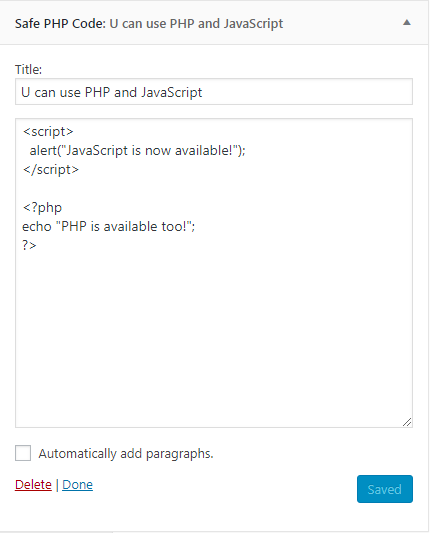 Safe PHP Code: U can use PHP and JavaScript
Title:
U can use PHP and JavaScript
<script>
  alert("JavaScript is now available!");
</script>

<?php
echo "PHP is available too!";
?>
Automatically add paragraphs.
Delete | Done
Saved